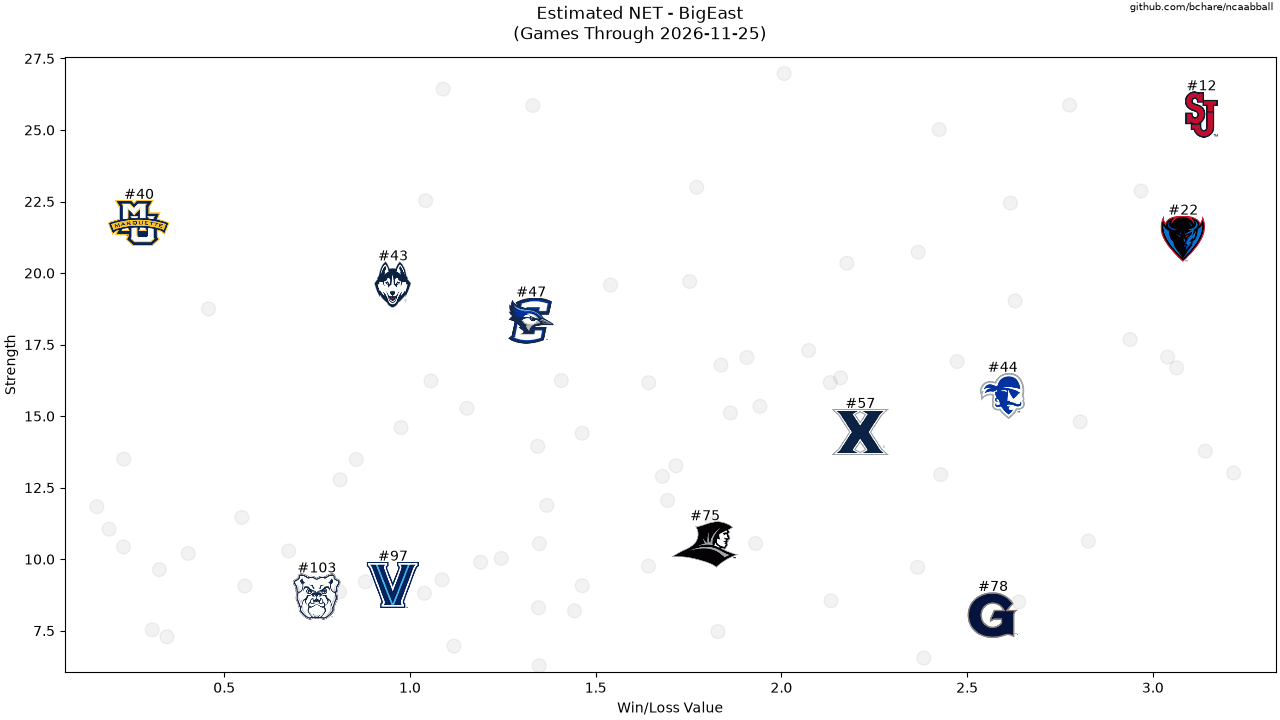 github.com/bchare/ncaabball
Estimated NET - BigEast
(Games Through 2026-11-25)
27.5
25.0
22.5
20.0
17.5
15.0
12.5
10.0
7.5
Strength
#12
SJ
#40
MU
MARQUETTE
#22
#43
#47
C
#44
#57
X
#75
#97
V
#103
#78
G
0.5
1.0
1.5
2.0
2.5
3.0
Win/Loss Value